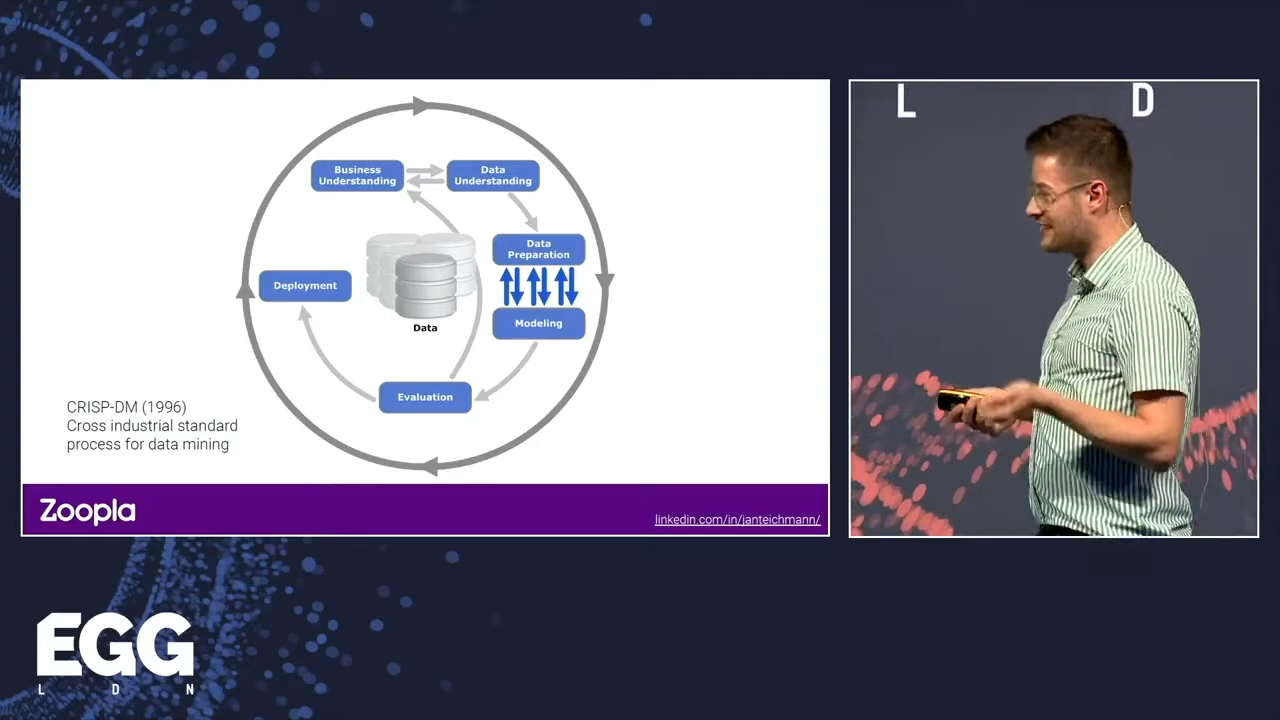 Business
Understanding
Data
Understanding
Data
Preparation
Deployment
Modeling
Data
Evaluation
CRISP-DM (1996)
Cross industrial standard
process for data mining
Zoopla
linkedin.com/in/janteichmann/
L D
EGG
L D N